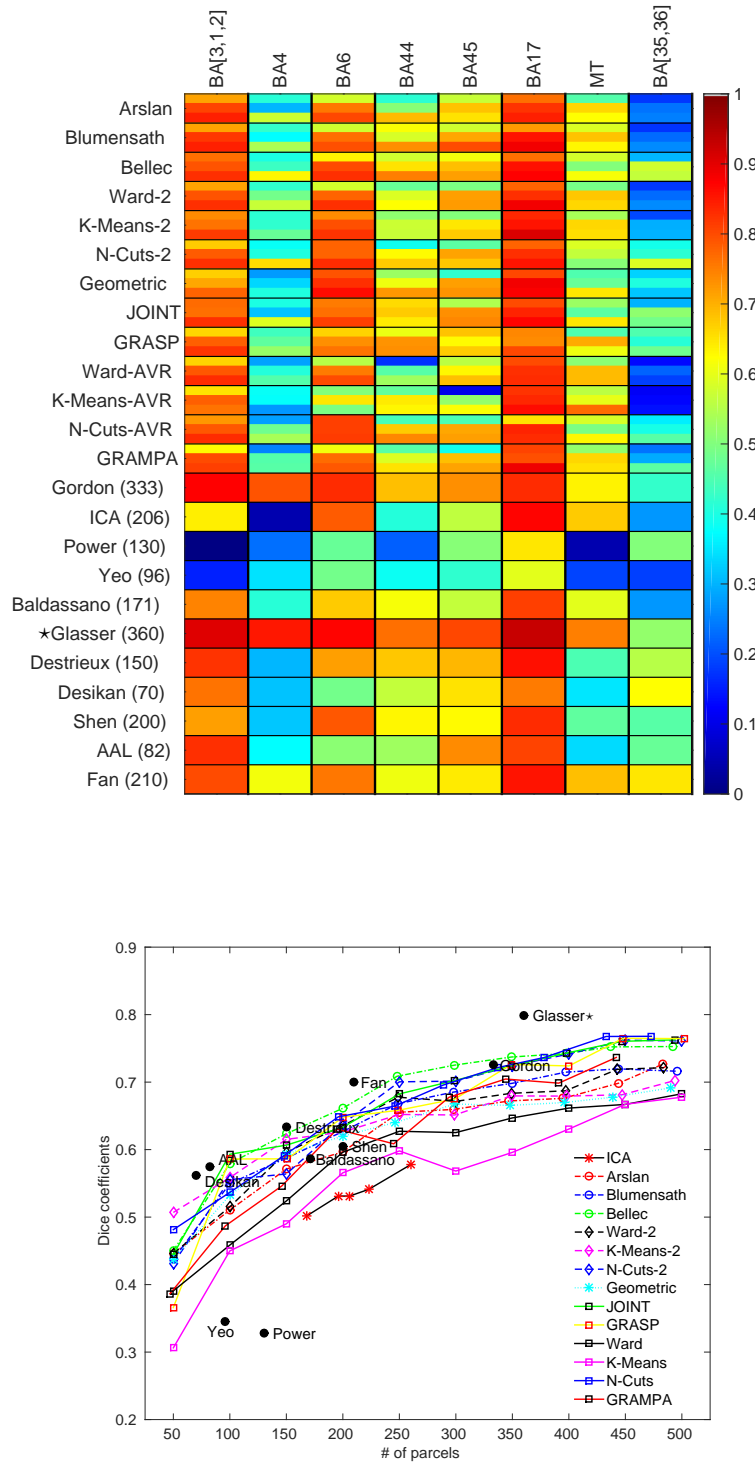 BA[3,1,2] BA4 BA6 BA44 BA45 BA17 MT BA[35,36]
Arslan
Blumensath
Bellec
Ward-2
K-Means-2
N-Cuts-2
Geometric
JOINT
GRASP
Ward-AVR
K-Means-AVR
N-Cuts-AVR
GRAMPA
Gordon (333)
ICA (206)
Power (130)
Yeo (96)
Baldassano (171)
⋆Glasser (360)
Destrieux (150)
Desikan (70)
Shen (200)
AAL (82)
Fan (210)
1
0.9
0.8
0.7
0.6
0.5
0.4
0.3
0.2
0.1
0
0.9
0.8
0.7
0.6
0.5
0.4
0.3
0.2
Dice coefficients
Glasser⋆
Gordon
Fan
Destrieux
Shen
Baldassano
AAL
Desikan
Yeo
Power
ICA
Arslan
Blumensath
Bellec
Ward-2
K-Means-2
N-Cuts-2
Geometric
JOINT
GRASP
Ward
K-Means
N-Cuts
GRAMPA
50 100 150 200 250 300 350 400 450 500
# of parcels